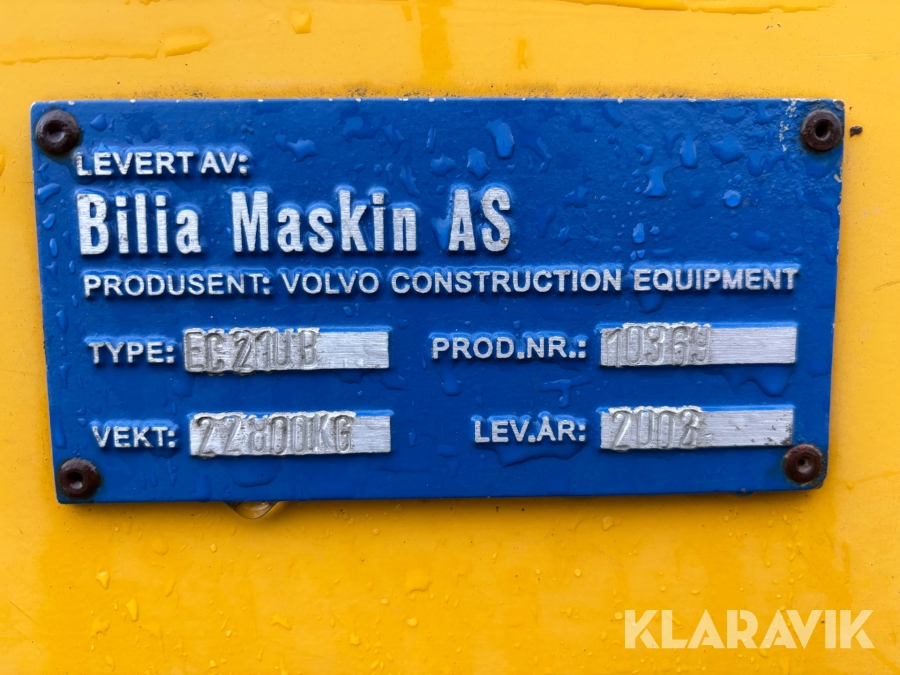 LEVERT AV:
Bilia Maskin AS
PRODUSENT: VOLVO CONSTRUCTION EQUIPMENT
TYPE: EC210B PROD.NR.: 10369
VEKT: 22800KG LEV.ÅR: 2003
KLARAVIK